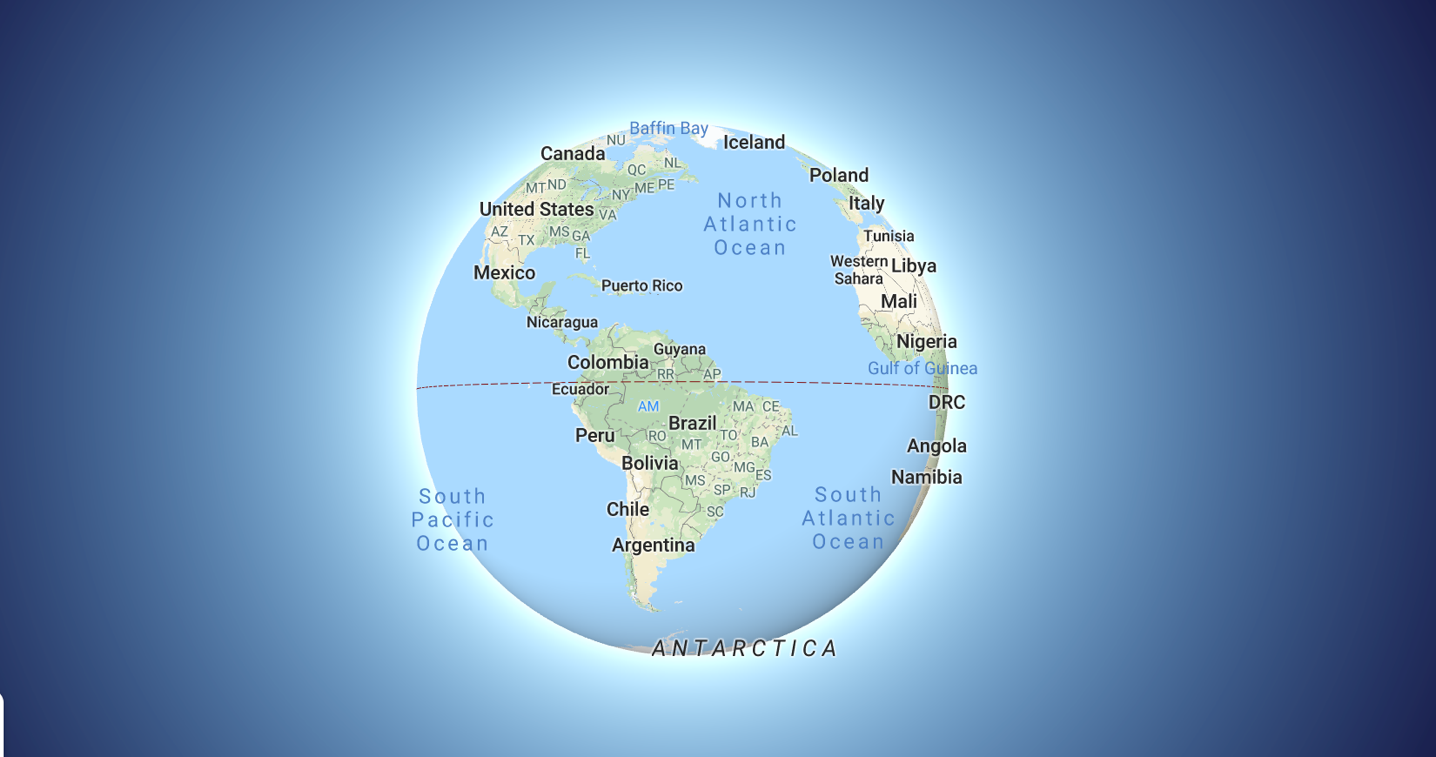 Baffin Bay
NU
Iceland
Canada
QC
NL
Poland
MT
ND
NY
ME
PE
Italy
North
Atlantic
Ocean
United States
VA
AZ
TX
MS
GA
Tunisia
FL
Western
Sahara
Libya
Mexico
Puerto Rico
Mali
Nicaragua
Nigeria
Guyana
Colombia
Gulf of Guinea
RR
AP
Ecuador
DRC
AM
MA
CE
Brazil
AL
Peru
RO
MT
TO
BA
Angola
GO
Bolivia
MG
ES
Namibia
MS
SP
RJ
South
Pacific
Ocean
South
Atlantic
Ocean
Chile
SC
Argentina
ANTARCTICA